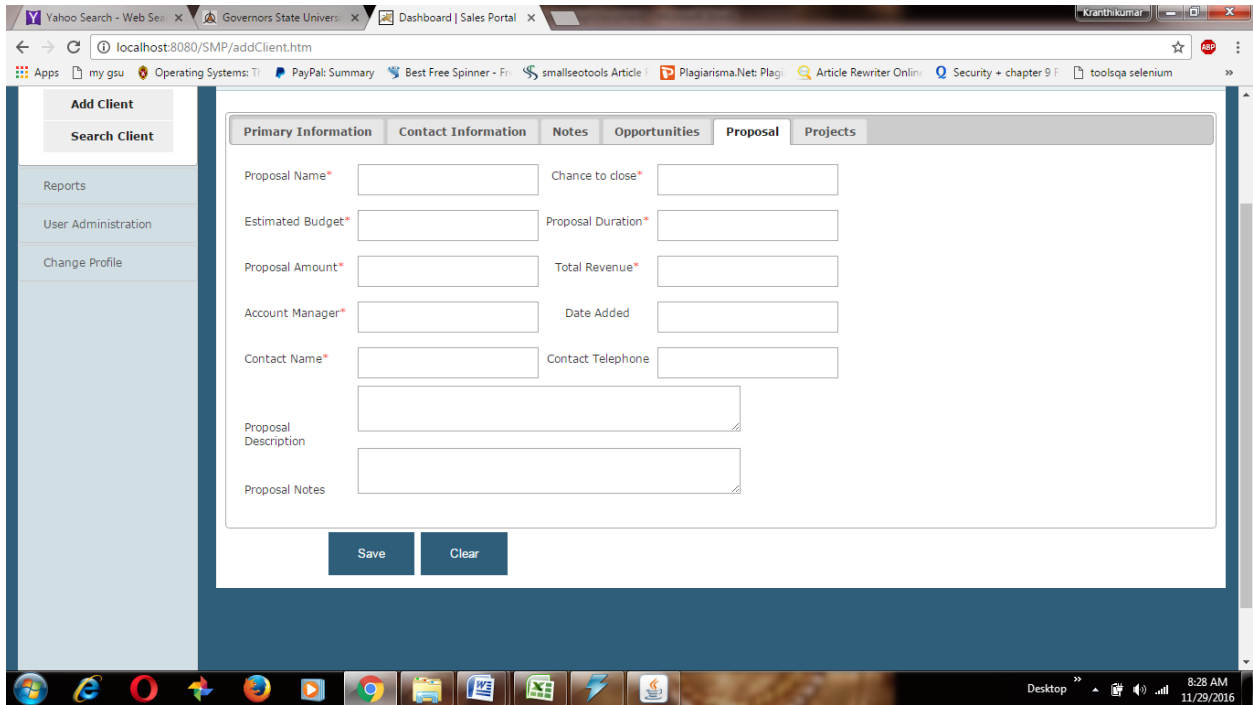 Yahoo Search - Web Sea
Governors State Universi
Dashboard | Sales Portal
Kranthikumar
localhost:8080/SMP/addClient.htm
ABP
Apps my gsu Operating Systems: PayPal: Summary Best Free Spinner - Fr smallseotools Article Plagiarisma.Net: Plagi Article Rewriter Onlin Security + chapter 9 F toolsqa selenium »
Add Client
Search Client
Reports
User Administration
Change Profile
Primary Information Contact Information Notes Opportunities Proposal Projects
Proposal Name* Chance to close*
Estimated Budget* Proposal Duration*
Proposal Amount* Total Revenue*
Account Manager* Date Added
Contact Name* Contact Telephone
Proposal
Description
Proposal Notes
Save Clear
Desktop »
8:28 AM
11/29/2016